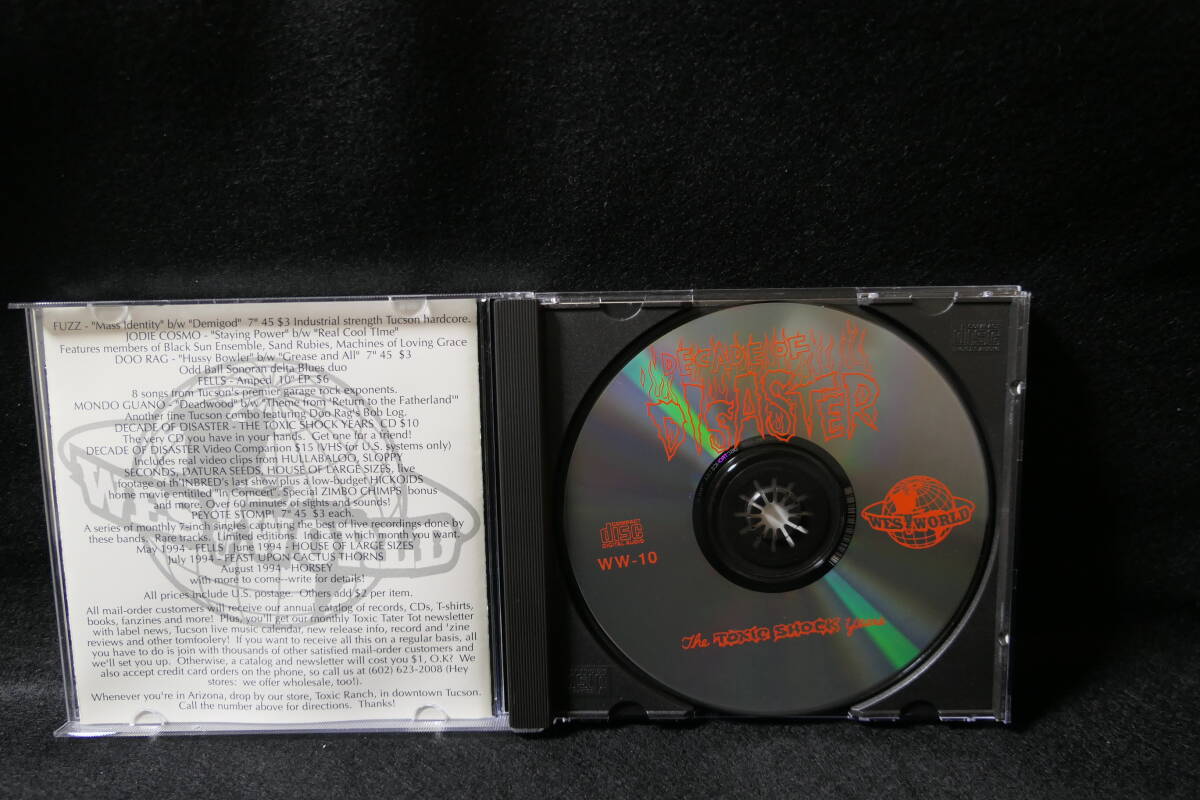 FUZZ - "Mass Identity" b/w "Demigod" 7" 45 $3 Industrial strength Tucson hardcore.
JODIE COSMO - "Staying Power" b/w "Real Cool TIme"
Features members of Black Sun Ensemble, Sand Rubies, Machines of Loving Grace
DOO RAG - "Hussy Bowler" b/w "Grease and All" 7" 45 $3
Odd Ball Sonoran delta Blues duo
FELLS - Amped 10" EP $6
8 songs from Tucson's premier garage rock exponents.
MONDO GUANO - "Deadwood" b/w "Theme from "Return to the Fatherland'"
Another fine Tucson combo featuring Duo Rag's Bob Log.
DECADE OF DISASTER - THE TOXIC SHOCK YEARS CD $10
The very CD you have in your hands. Get one for a friend!
DECADE OF DISASTER Video Companion $15 (VHS for U.S. systems only)
Includes real video clips from HULLABALOO, SLOPPY
SECONDS, DATURA SEEDS, HOUSE OF LARGE SIZES, live
footage of th'INBRED's last show plus a low-budget HICKOIDS
home movie entitiled "in Corncert" Special ZIMBO CHIMPS bonus
and more. Over 60 minutes of sights and sounds!
PEYOTE STOMP! 7" 45 $3 each.
A series of monthly 7-inch singles capturing the best of live recordings done by
these bands. Rare tracks. Limited editions. Indicate which month you want.
May 1994 - FELLS / June 1994 - HOUSE OF LARGE SIZES
July 1994 - FEAST UPON CACTUS THORNS
August 1994 - HORSEY
with more to come--write for details!
All prices include U.S. postage. Others add $2 per item.
All mail-order customers will receive our annual catalog of records, CDs, T-shirts,
books, fanzines and more! Plus, you'll get our monthly Toxic Tater Tot newsletter
with label news, Tucson live music calendar, new release info, record and 'zine
reviews and other tomfoolery! If you want to receive all this on a regular basis, all
you have to do is join with thousands of other satisfied mail-order customers and
we'll set you up. Otherwise, a catalog and newsletter will cost you $1, O.K? We
also accept credit card orders on the phone, so call us at (602) 623-2008 (Hey
stores: we offer wholesale, too!).
Whenever you're in Arizona, drop by our store, Toxic Ranch, in downtown Tucson.
Call the number above for directions. Thanks!
WESTWORLD
DECADE OF
DISASTER
WESTWORLD
COMPACT
disc
DIGITAL AUDIO
WW-10
The TOXIC SHOCK Years